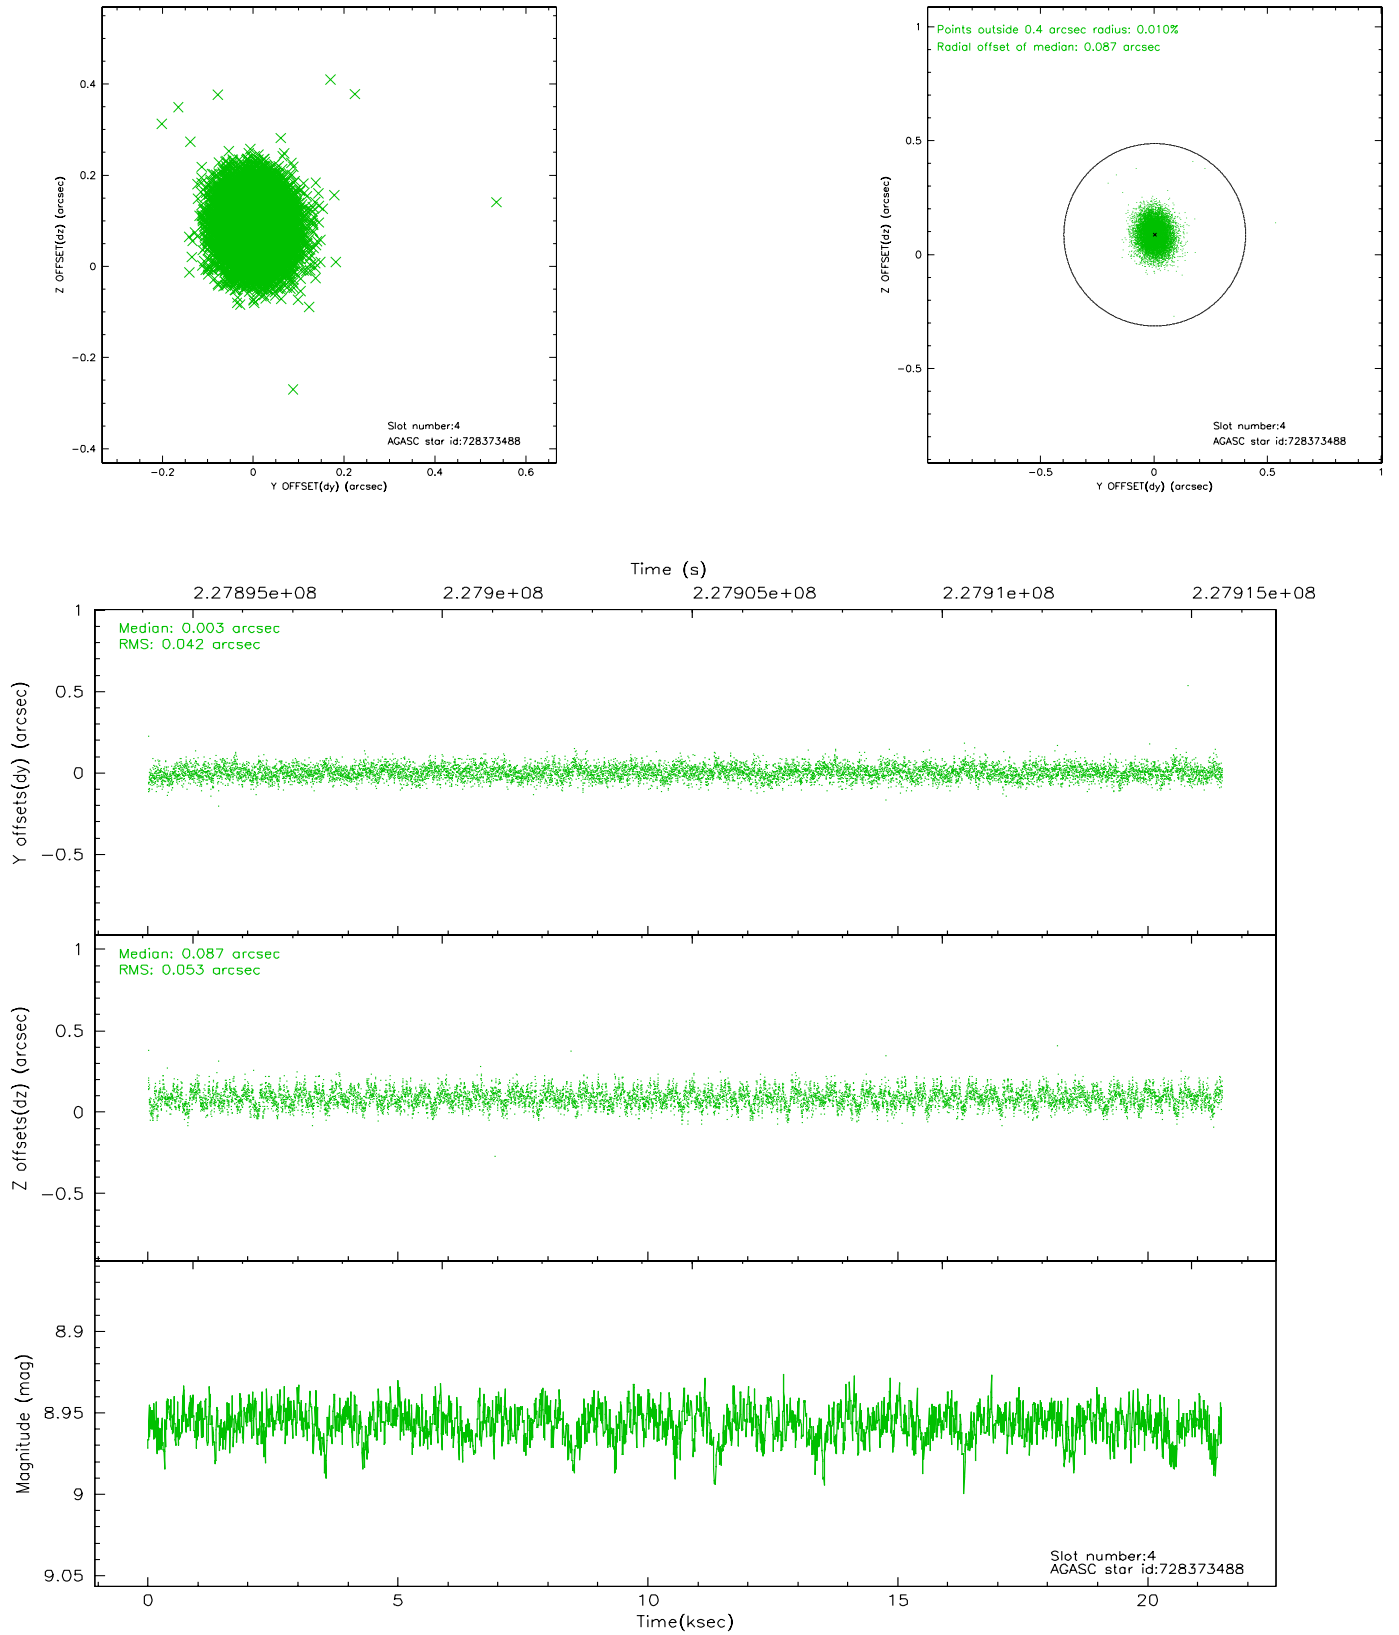 0.4
0.2
0
−0.2
−0.4
Z OFFSET(dz) (arcsec)
Slot number:4
AGASC star id:728373488
−0.2 0 0.2 0.4 0.6
Y OFFSET(dy) (arcsec)
1
0.5
0
−0.5
Z OFFSET(dz) (arcsec)
Points outside 0.4 arcsec radius: 0.010%
Radial offset of median: 0.087 arcsec
Slot number:4
AGASC star id:728373488
−0.5 0 0.5 1
Y OFFSET(dy) (arcsec)
Time (s)
2.27895e+08 2.279e+08 2.27905e+08 2.2791e+08 2.27915e+08
1
0.5
0
−0.5
Y offsets(dy) (arcsec)
Median: 0.003 arcsec
RMS: 0.042 arcsec
1
0.5
0
−0.5
Z offsets(dz) (arcsec)
Median: 0.087 arcsec
RMS: 0.053 arcsec
8.9
8.95
9
9.05
Magnitude (mag)
Slot number:4
AGASC star id:728373488
0 5 10 15 20
Time(ksec)